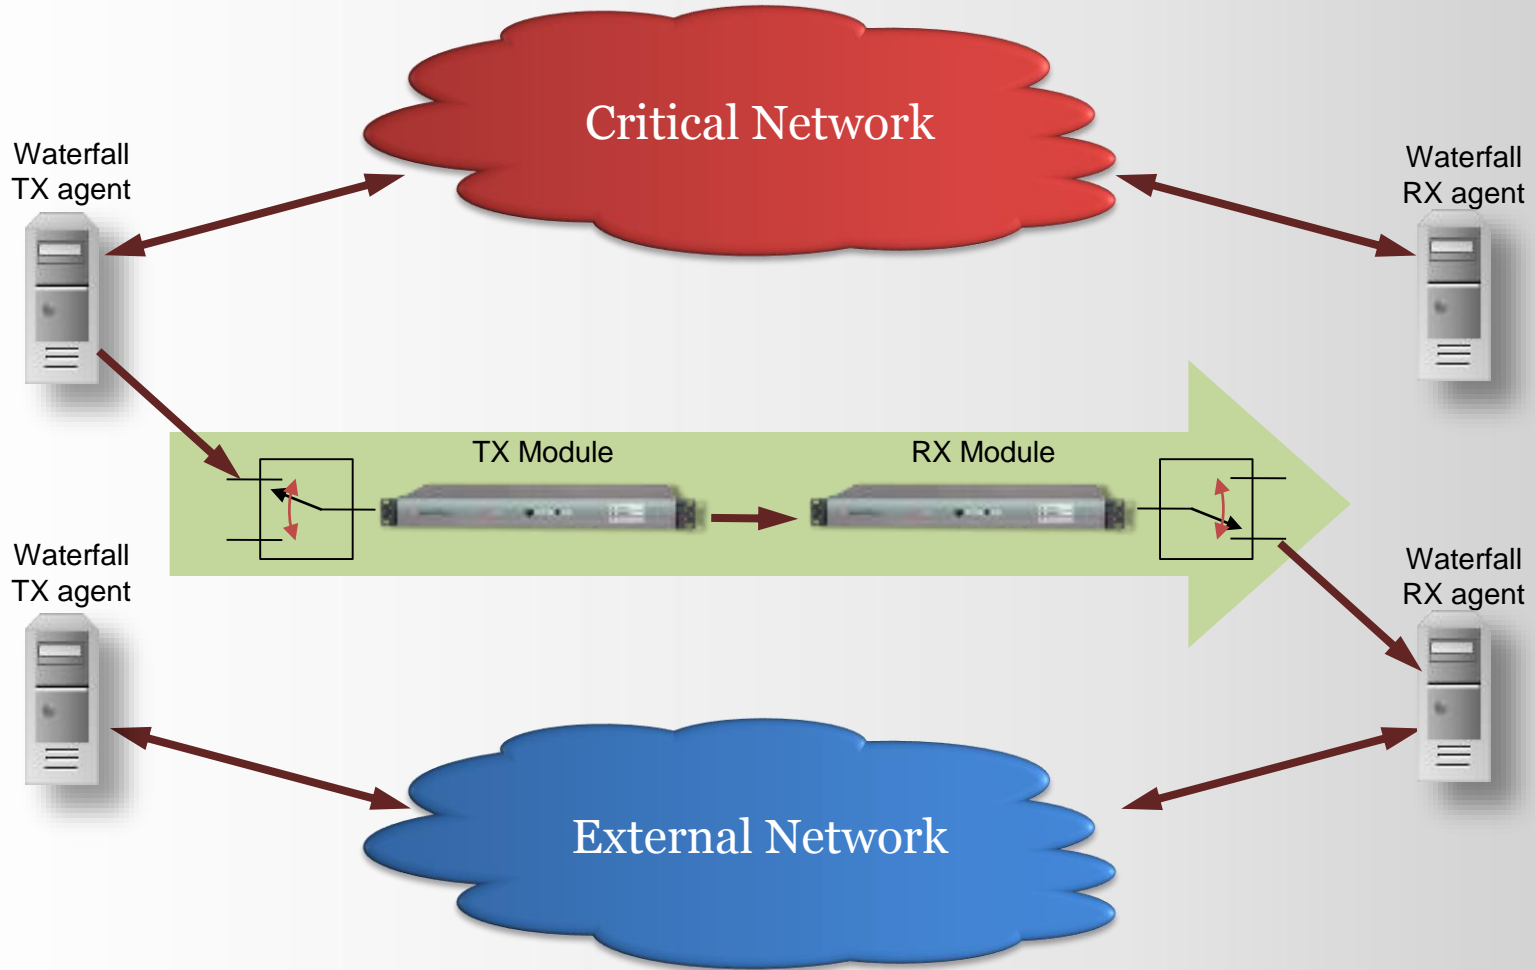 Critical Network
Waterfall
TX agent
Waterfall
RX agent
TX Module
RX Module
Waterfall
TX agent
Waterfall
RX agent
External Network